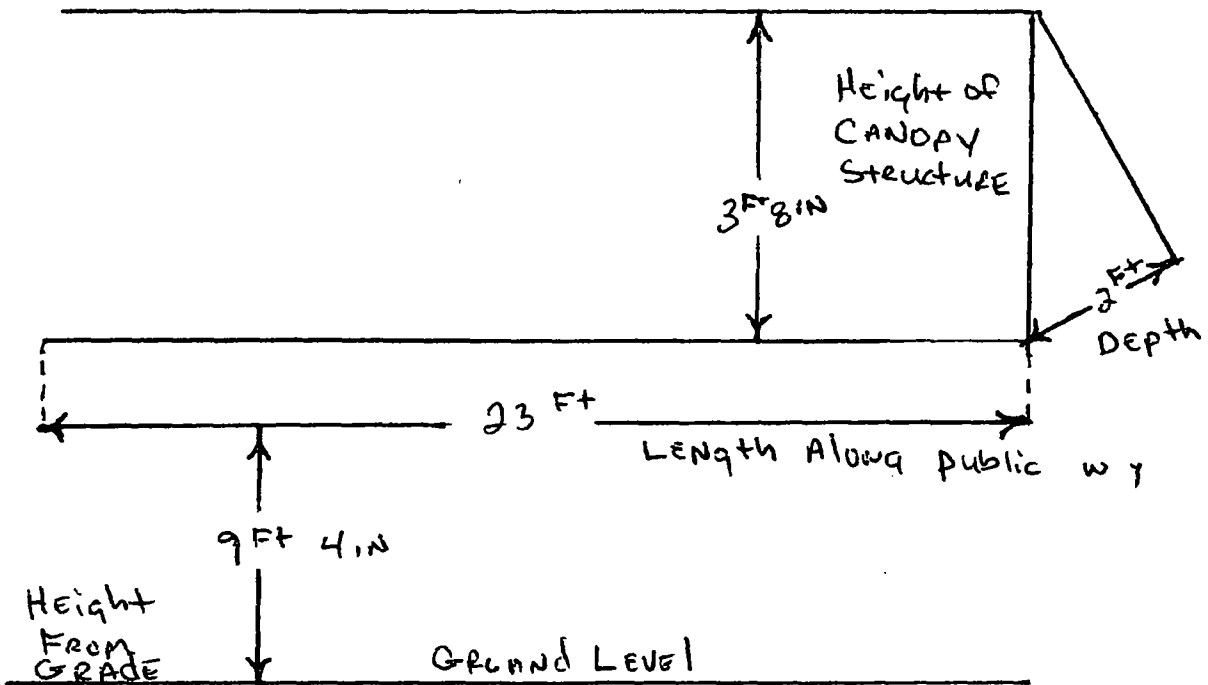 Height of
CANOPY
Structure
3 Ft 8 IN
2 Ft
Depth
23 Ft
Length Along public w y
9 Ft 4 IN
Height
From
GRADE
Ground Level